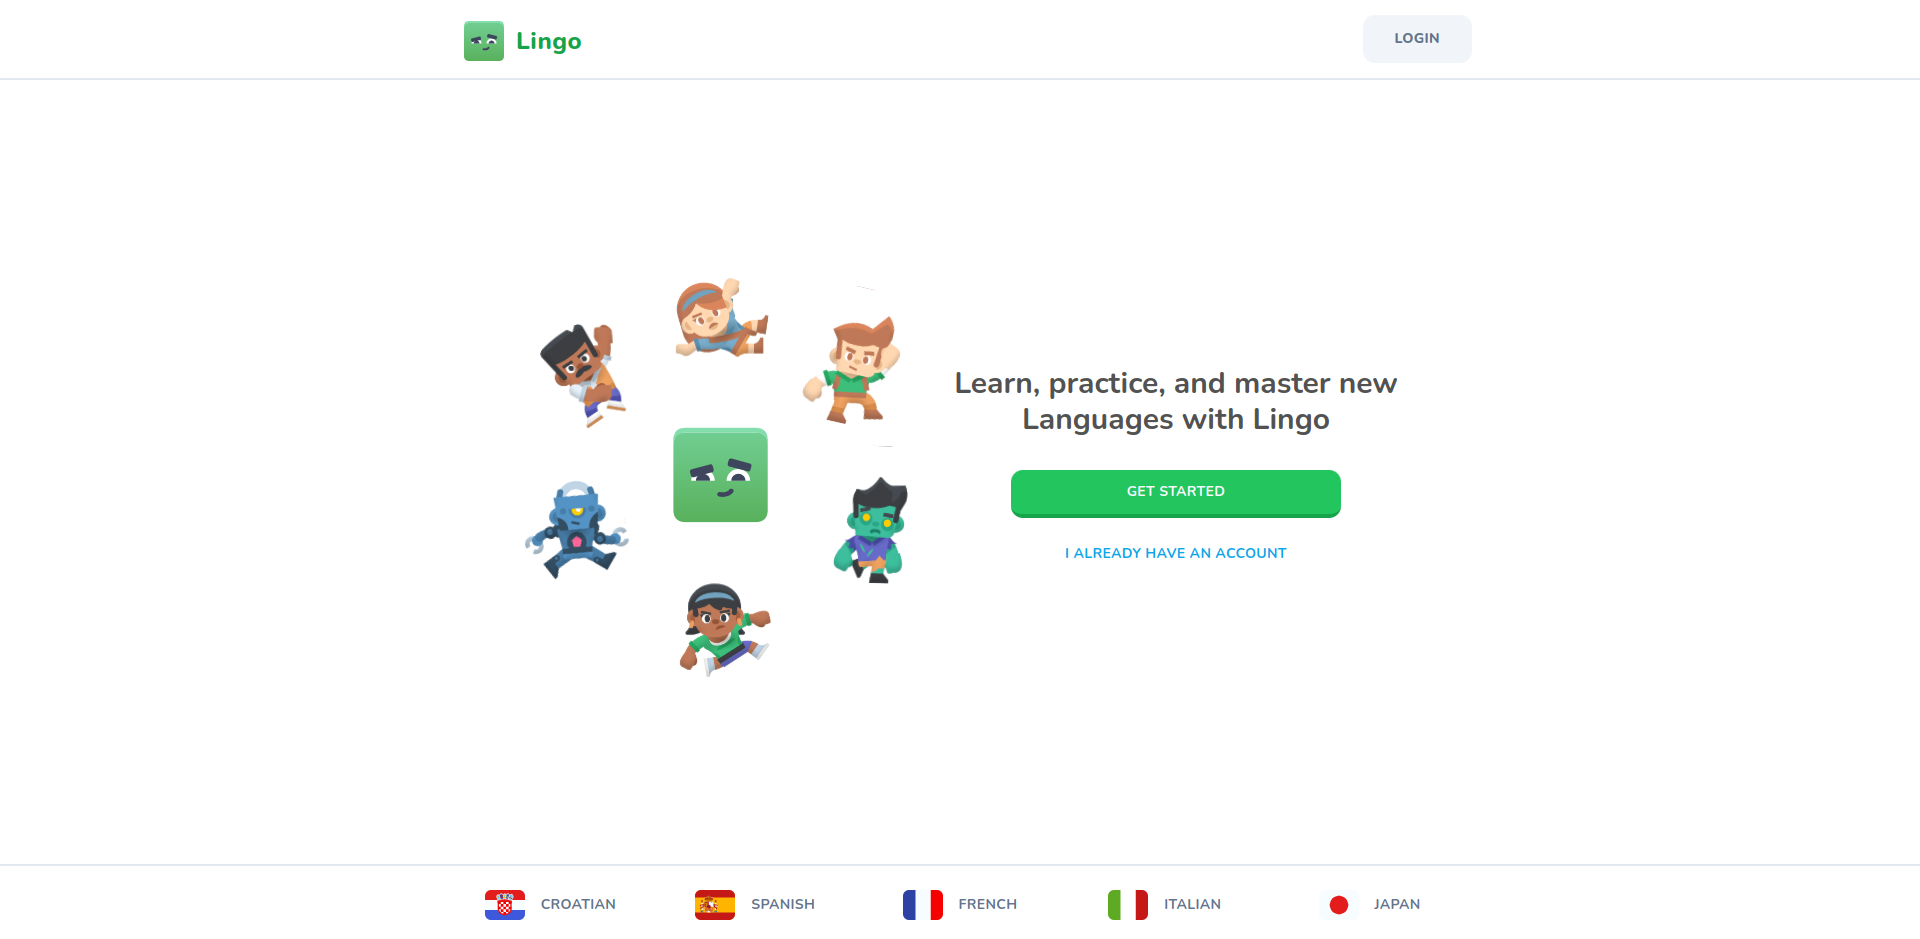 Lingo
LOGIN
Learn, practice, and master new
Languages with Lingo
GET STARTED
I ALREADY HAVE AN ACCOUNT
CROATIAN
SPANISH
FRENCH
ITALIAN
JAPAN